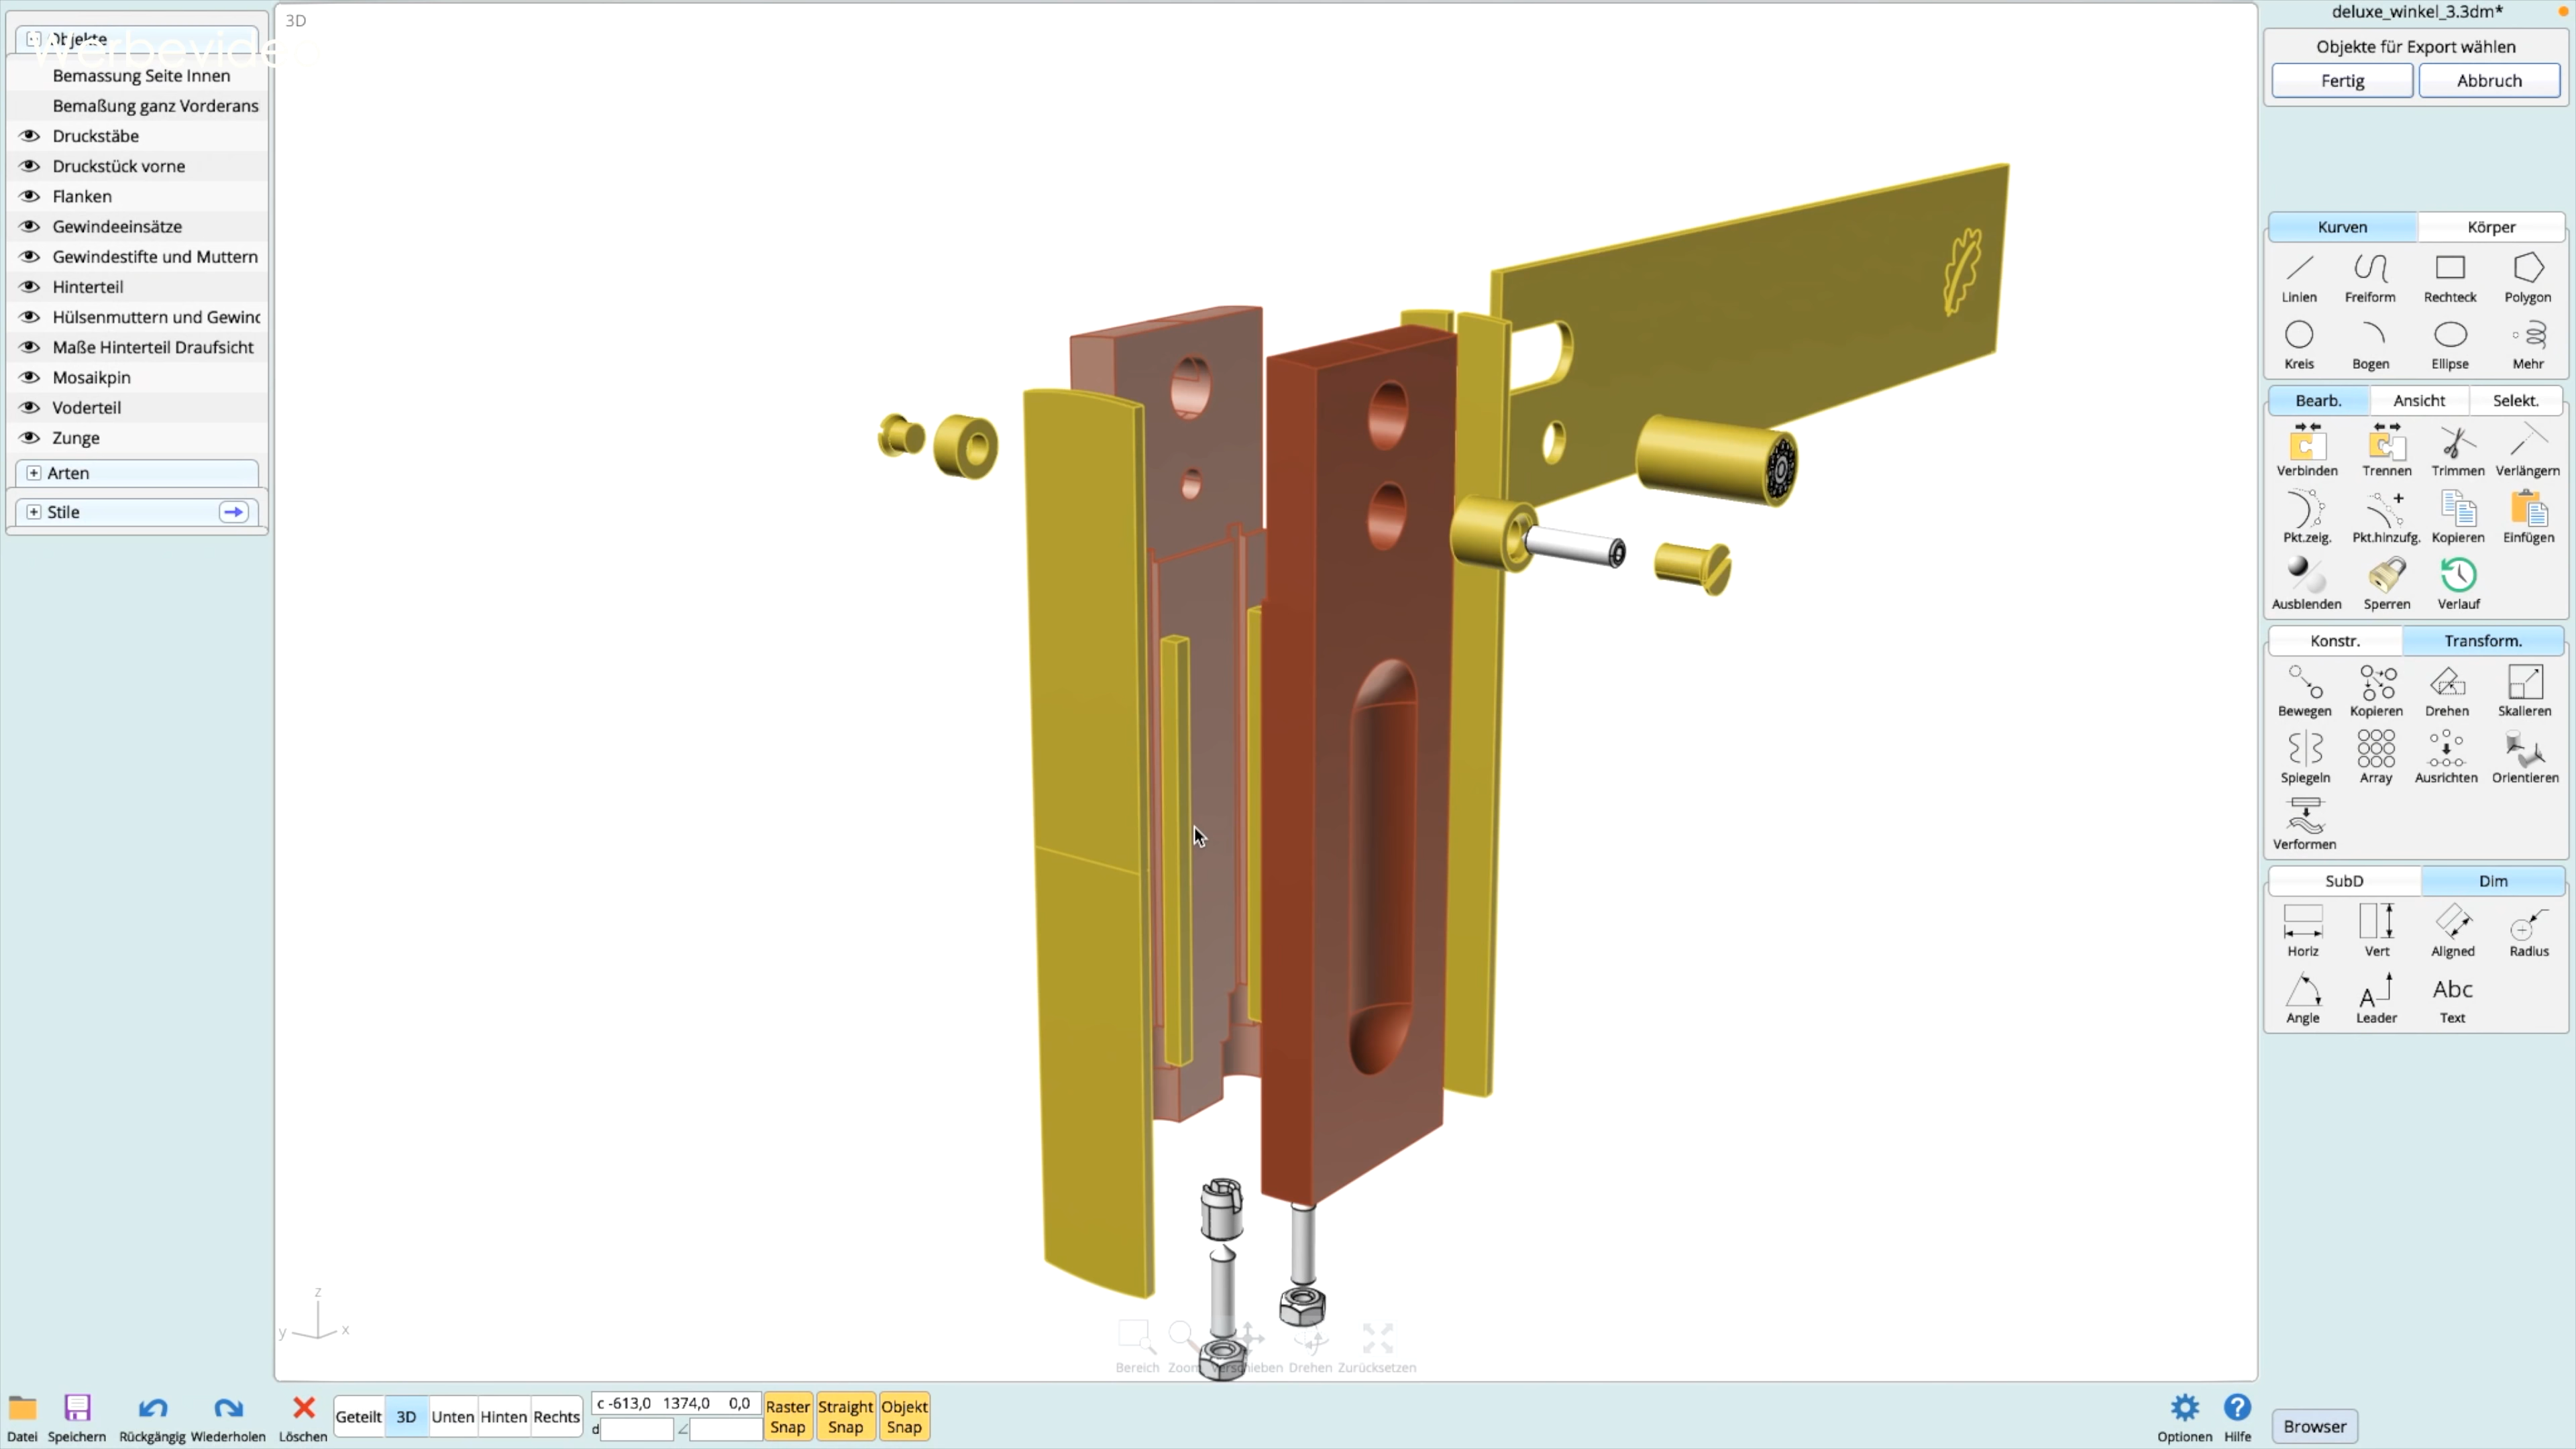 3D
deluxe_winkel_3.3dm*
Objekte
Werbevide
Bemassung Seite Innen
Bemaßung ganz Vorderans
Druckstäbe
Druckstück vorne
Flanken
Gewindeeinsätze
Gewindestifte und Muttern
Hinterteil
Hülsenmuttern und Gewinc
Maße Hinterteil Draufsicht
Mosaikpin
Voderteil
Zunge
Arten
Stile
Objekte für Export wählen
Fertig Abbruch
Kurven Körper
Linien Freiform Rechteck Polygon
Kreis Bogen Ellipse Mehr
Bearb. Ansicht Selekt.
Verbinden Trennen Trimmen Verlängern
Pkt.zeig. Pkt.hinzufg. Kopieren Einfügen
Ausblenden Sperren Verlauf
Konstr. Transform.
Bewegen Kopieren Drehen Skalieren
Spiegeln Array Ausrichten Orientieren
Verformen
SubD Dim
Horiz Vert Aligned Radius
A Abc
Angle Leader Text
z
y x
Bereich Zoom Verschieben Drehen Zurücksetzen
Datei Speichern Rückgängig Wiederholen Löschen
Geteilt 3D Unten Hinten Rechts
c -613,0 1374,0 0,0
d
Raster Snap
Straight Snap
Objekt Snap
Optionen Hilfe
Browser